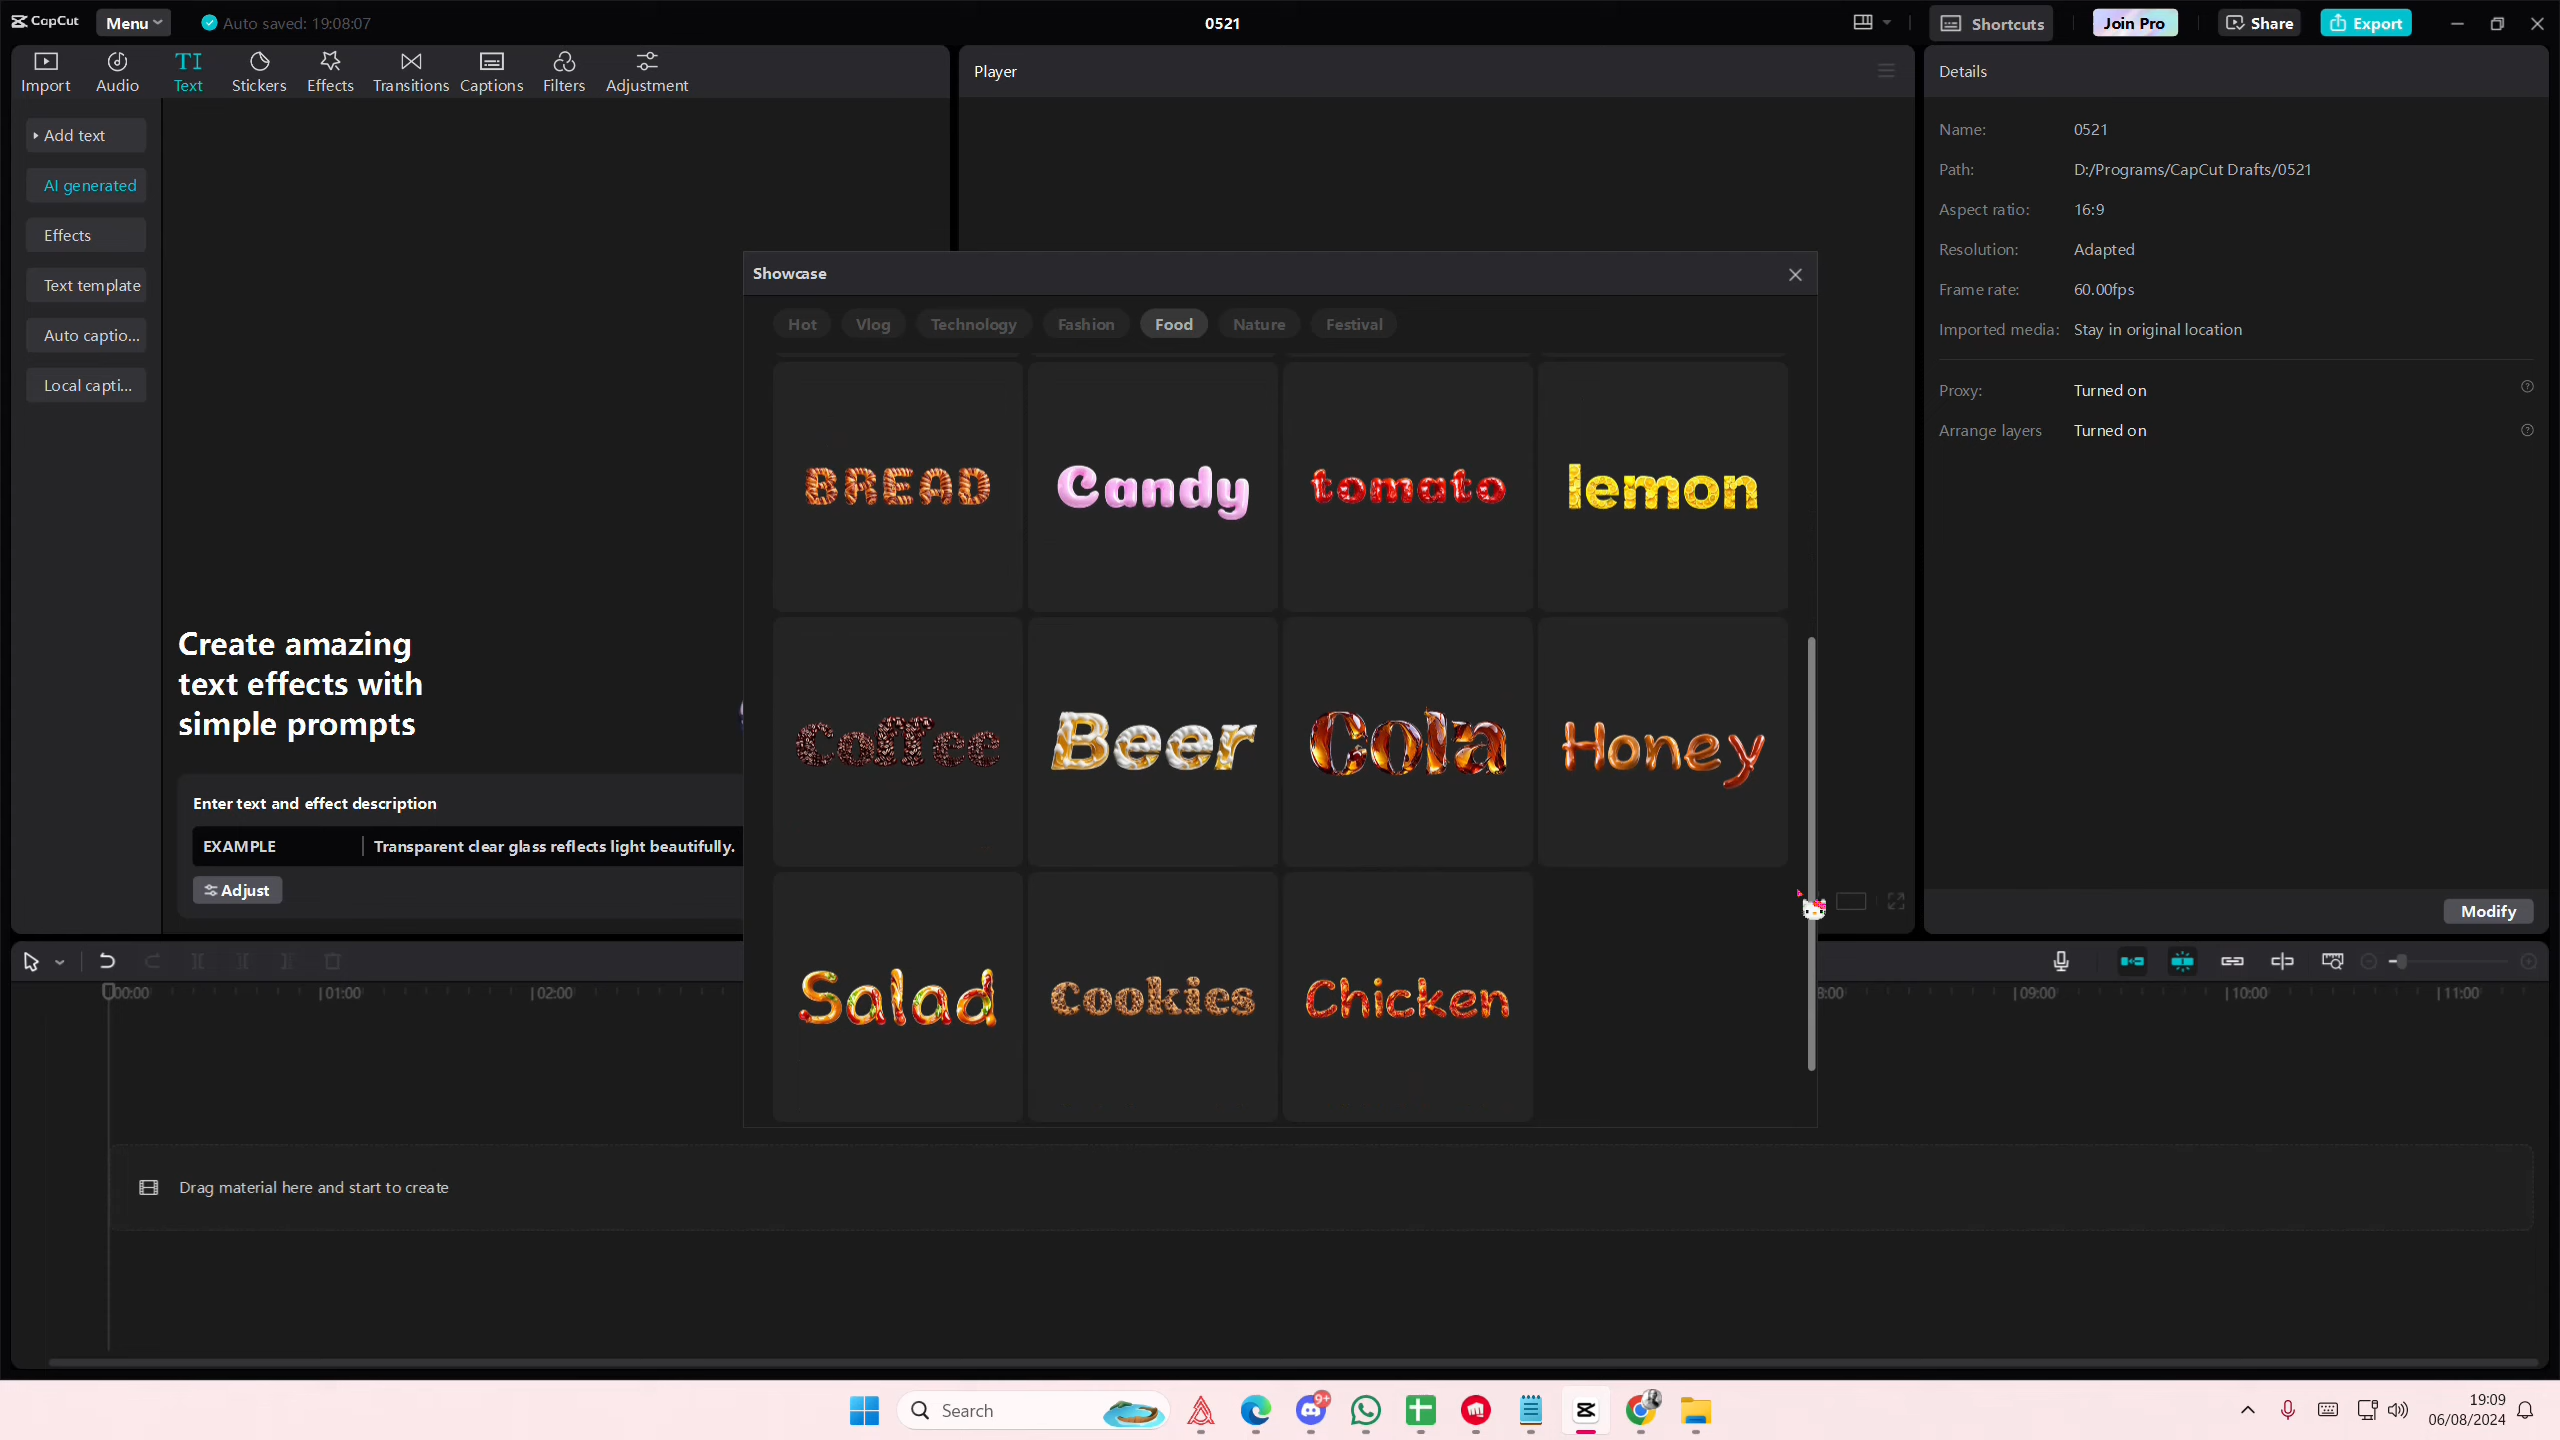 CapCut
Menu
Auto saved: 19:08:07
0521
Shortcuts
Join Pro
Share
Export
Import
Audio
TI
Text
Stickers
Effects
Transitions
Captions
Filters
Adjustment
Player
Details
Add text
AI generated
Effects
Text template
Auto captio...
Local capti...
Name:
0521
Path:
D:/Programs/CapCut Drafts/0521
Aspect ratio:
16:9
Resolution:
Adapted
Frame rate:
60.00fps
Imported media:
Stay in original location
Proxy:
Turned on
Arrange layers
Turned on
Modify
Showcase
Hot
Vlog
Technology
Fashion
Food
Nature
Festival
BREAD
Candy
tomato
lemon
Coffee
Beer
Cola
Honey
Salad
Cookies
Chicken
Create amazing
text effects with
simple prompts
Enter text and effect description
EXAMPLE
Transparent clear glass reflects light beautifully.
Adjust
00:00
01:00
02:00
8:00
09:00
10:00
11:00
Drag material here and start to create
Search
9+
19:09
06/08/2024